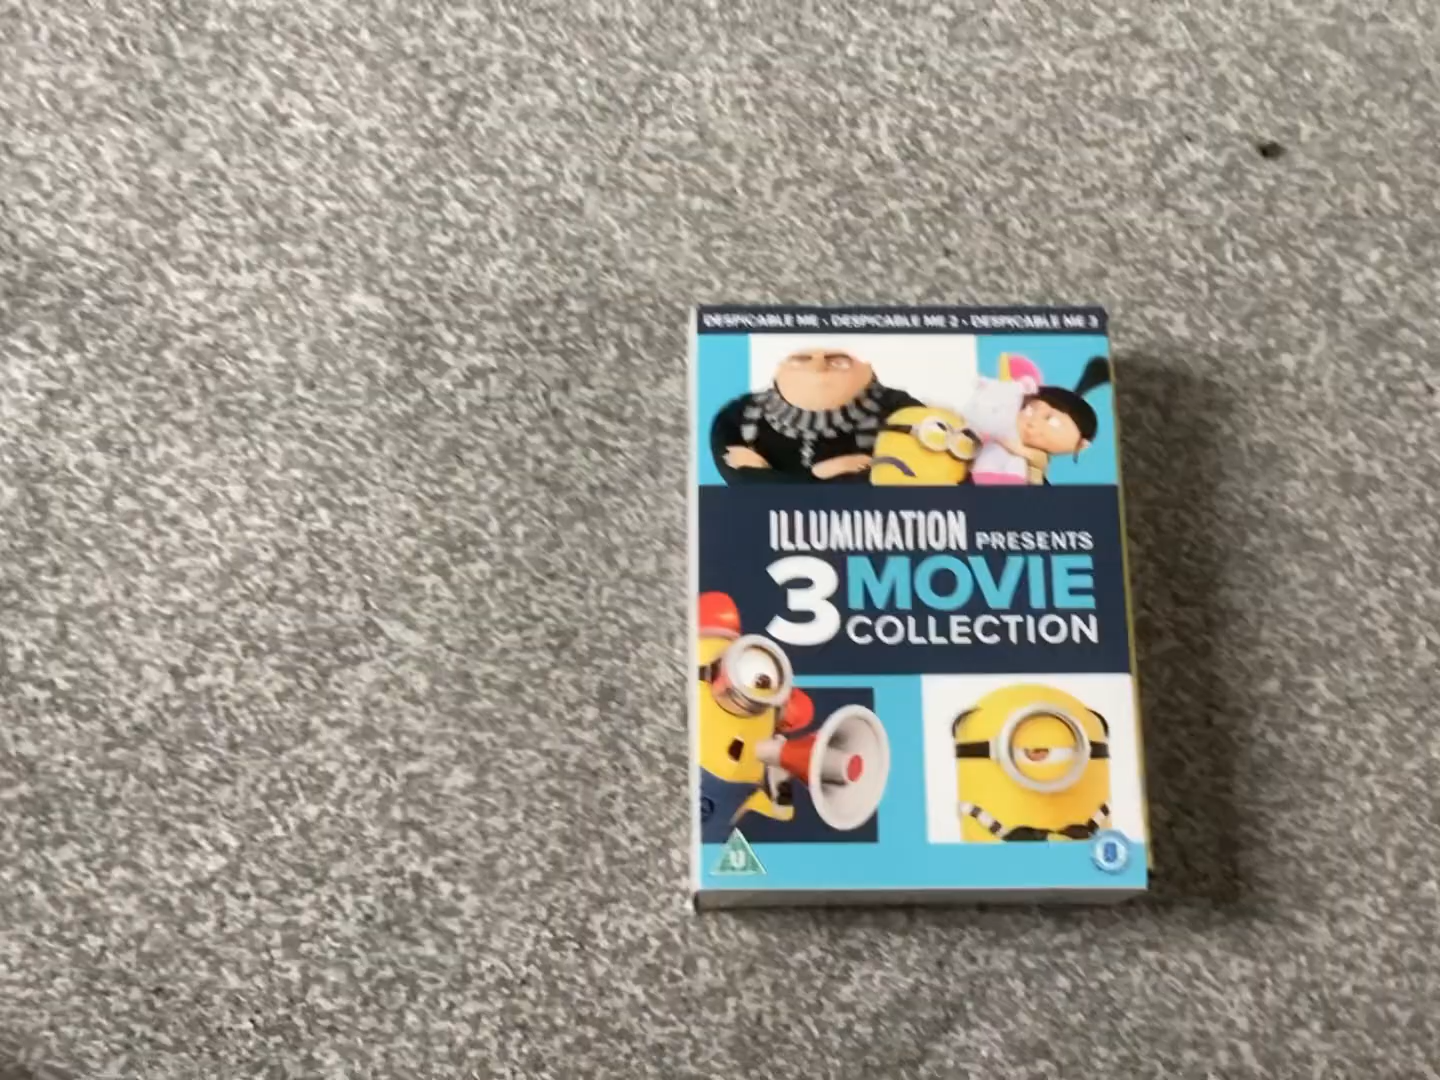 DESPICABLE ME • DESPICABLE ME 2 • DESPICABLE ME 3
ILLUMINATION PRESENTS
3 MOVIE
COLLECTION
U